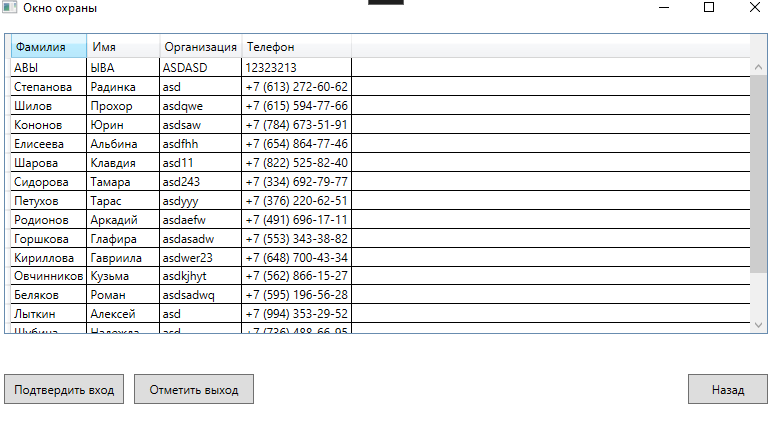 Окно охраны
Фамилия Имя Организация Телефон
АВЫ ЫВА ASDASD 12323213
Степанова Радинка asd +7 (613) 272-60-62
Шилов Прохор asdqwe +7 (615) 594-77-66
Кононов Юрин asdsaw +7 (784) 673-51-91
Елисеева Альбина asdfhh +7 (654) 864-77-46
Шарова Клавдия asd11 +7 (822) 525-82-40
Сидорова Тамара asd243 +7 (334) 692-79-77
Петухов Тарас asdyyy +7 (376) 220-62-51
Родионов Аркадий asdaefw +7 (491) 696-17-11
Горшкова Глафира asdasadw +7 (553) 343-38-82
Кириллова Гавриила asdwer23 +7 (648) 700-43-34
Овчинников Кузьма asdkjhyt +7 (562) 866-15-27
Беляков Роман asdsadwq +7 (595) 196-56-28
Лыткин Алексей asd +7 (994) 353-29-52
Шубина Надежда asd +7 (736) 488-66-95
Подтвердить вход Отметить выход Назад